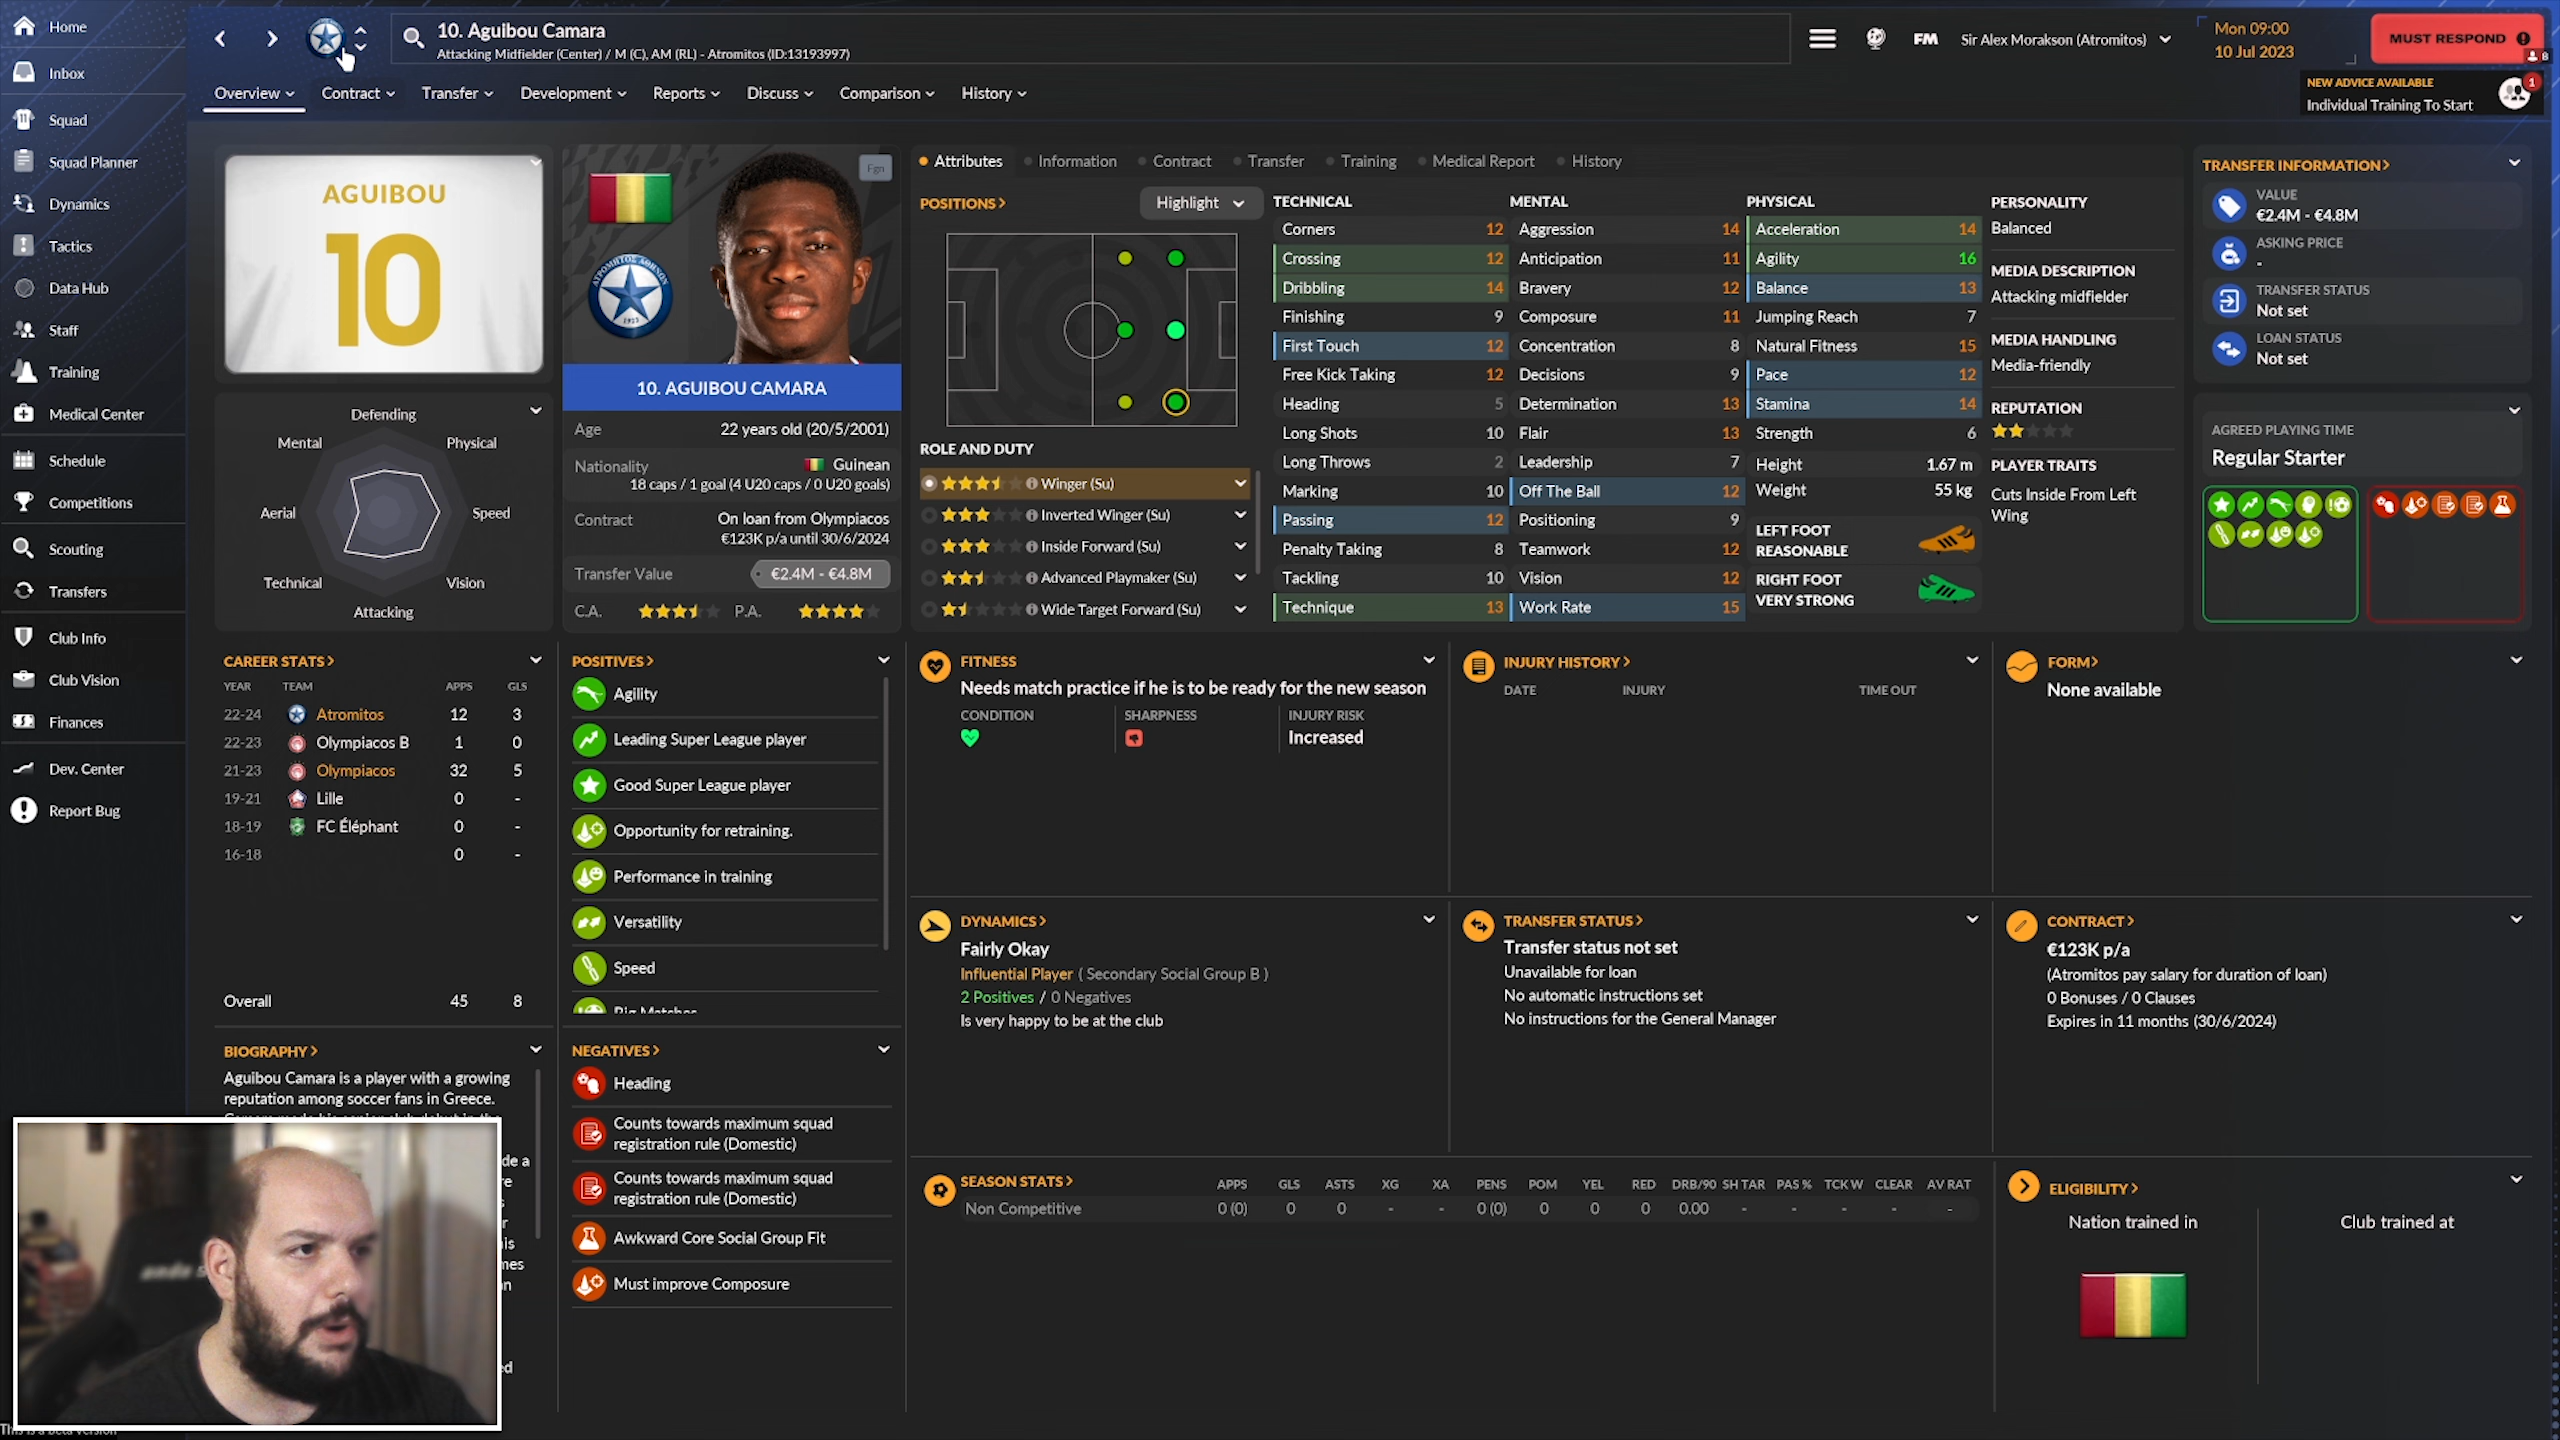 Home
Inbox
Squad
Squad Planner
Dynamics
Tactics
Data Hub
Staff
Training
Medical Center
Schedule
Competitions
Scouting
Transfers
Club Info
Club Vision
Finances
Dev. Center
Report Bug
10. Aguibou Camara
Attacking Midfielder (Center) / M (C), AM (RL) - Atromitos (ID:13193997)
FM
Sir Alex Morakson (Atromitos)
Mon 09:00
10 Jul 2023
MUST RESPOND
8
NEW ADVICE AVAILABLE
Individual Training To Start
1
Overview
Contract
Transfer
Development
Reports
Discuss
Comparison
History
AGUIBOU
10
Defending
Mental
Physical
Aerial
Speed
Technical
Vision
Attacking
Fgn
10. AGUIBOU CAMARA
Age 22 years old (20/5/2001)
Nationality Guinean
18 caps / 1 goal (4 U20 caps / 0 U20 goals)
Contract On loan from Olympiacos
€123K p/a until 30/6/2024
Transfer Value €2.4M - €4.8M
C.A. P.A.
Attributes
Information
Contract
Transfer
Training
Medical Report
History
POSITIONS>
Highlight
ROLE AND DUTY
Winger (Su)
Inverted Winger (Su)
Inside Forward (Su)
Advanced Playmaker (Su)
Wide Target Forward (Su)
TECHNICAL
Corners 12
Crossing 12
Dribbling 14
Finishing 9
First Touch 12
Free Kick Taking 12
Heading 5
Long Shots 10
Long Throws 2
Marking 10
Passing 12
Penalty Taking 8
Tackling 10
Technique 13
MENTAL
Aggression 14
Anticipation 11
Bravery 12
Composure 11
Concentration 8
Decisions 9
Determination 13
Flair 13
Leadership 7
Off The Ball 12
Positioning 9
Teamwork 12
Vision 12
Work Rate 15
PHYSICAL
Acceleration 14
Agility 16
Balance 13
Jumping Reach 7
Natural Fitness 15
Pace 12
Stamina 14
Strength 6
Height 1.67 m
Weight 55 kg
LEFT FOOT
REASONABLE
RIGHT FOOT
VERY STRONG
PERSONALITY
Balanced
MEDIA DESCRIPTION
Attacking midfielder
MEDIA HANDLING
Media-friendly
REPUTATION
PLAYER TRAITS
Cuts Inside From Left
Wing
TRANSFER INFORMATION>
VALUE
€2.4M - €4.8M
ASKING PRICE
-
TRANSFER STATUS
Not set
LOAN STATUS
Not set
AGREED PLAYING TIME
Regular Starter
CAREER STATS>
YEAR TEAM APPS GLS
22-24 Atromitos 12 3
22-23 Olympiacos B 1 0
21-23 Olympiacos 32 5
19-21 Lille 0 -
18-19 FC Éléphant 0 -
16-18 0 -
Overall 45 8
POSITIVES>
Agility
Leading Super League player
Good Super League player
Opportunity for retraining.
Performance in training
Versatility
Speed
Big Matches
FITNESS
Needs match practice if he is to be ready for the new season
CONDITION
SHARPNESS
INJURY RISK
Increased
INJURY HISTORY>
DATE INJURY TIME OUT
FORM>
None available
DYNAMICS>
Fairly Okay
Influential Player ( Secondary Social Group B )
2 Positives / 0 Negatives
Is very happy to be at the club
TRANSFER STATUS>
Transfer status not set
Unavailable for loan
No automatic instructions set
No instructions for the General Manager
CONTRACT>
€123K p/a
(Atromitos pay salary for duration of loan)
0 Bonuses / 0 Clauses
Expires in 11 months (30/6/2024)
BIOGRAPHY>
Aguibou Camara is a player with a growing
reputation among soccer fans in Greece.
NEGATIVES>
Heading
Counts towards maximum squad
registration rule (Domestic)
Counts towards maximum squad
registration rule (Domestic)
Awkward Core Social Group Fit
Must improve Composure
SEASON STATS>
APPS GLS ASTS XG XA PENS POM YEL RED DRB/90 SH TAR PAS % TCK W CLEAR AV RAT
Non Competitive 0 (0) 0 0 - - 0 (0) 0 0 0 0.00 - - - - -
ELIGIBILITY>
Nation trained in
Club trained at
This is a beta version